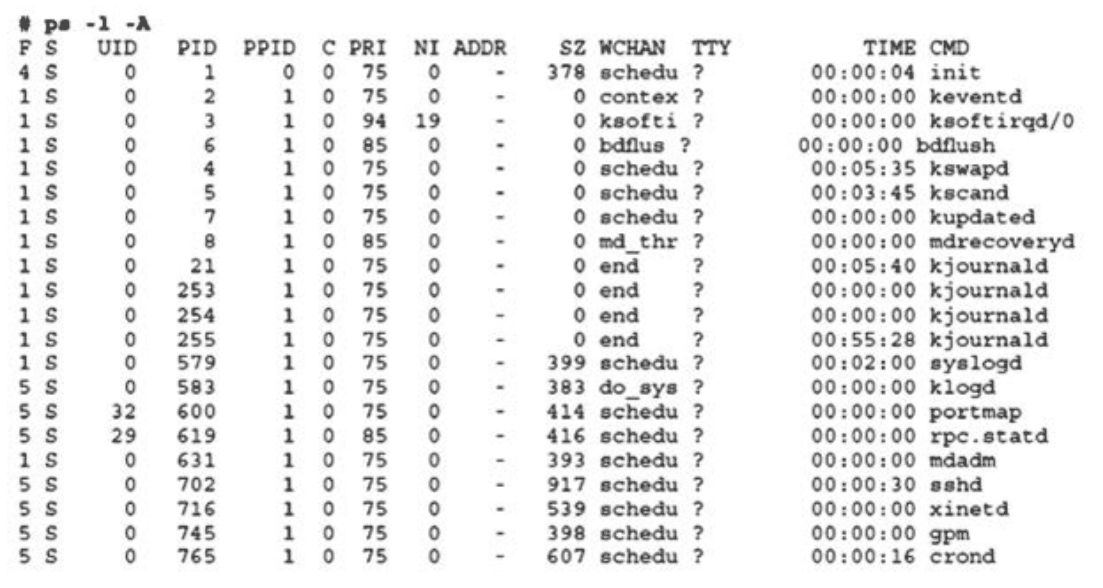 # ps -l -A
F S UID PID PPID C PRI NI ADDR SZ WCHAN TTY TIME CMD
4 S 0 1 0 0 75 0 - 378 schedu ? 00:00:04 init
1 S 0 2 1 0 75 0 - 0 contex ? 00:00:00 keventd
1 S 0 3 1 0 94 19 - 0 ksofti ? 00:00:00 ksoftirqd/0
1 S 0 6 1 0 85 0 - 0 bdflus ? 00:00:00 bdflush
1 S 0 4 1 0 75 0 - 0 schedu ? 00:05:35 kswapd
1 S 0 5 1 0 75 0 - 0 schedu ? 00:03:45 kscand
1 S 0 7 1 0 75 0 - 0 schedu ? 00:00:00 kupdated
1 S 0 8 1 0 85 0 - 0 md_thr ? 00:00:00 mdrecoveryd
1 S 0 21 1 0 75 0 - 0 end ? 00:05:40 kjournald
1 S 0 253 1 0 75 0 - 0 end ? 00:00:00 kjournald
1 S 0 254 1 0 75 0 - 0 end ? 00:00:00 kjournald
1 S 0 255 1 0 75 0 - 0 end ? 00:55:28 kjournald
1 S 0 579 1 0 75 0 - 399 schedu ? 00:02:00 syslogd
5 S 0 583 1 0 75 0 - 383 do_sys ? 00:00:00 klogd
5 S 32 600 1 0 75 0 - 414 schedu ? 00:00:00 portmap
5 S 29 619 1 0 85 0 - 416 schedu ? 00:00:00 rpc.statd
1 S 0 631 1 0 75 0 - 393 schedu ? 00:00:00 mdadm
5 S 0 702 1 0 75 0 - 917 schedu ? 00:00:30 sshd
5 S 0 716 1 0 75 0 - 539 schedu ? 00:00:00 xinetd
5 S 0 745 1 0 75 0 - 398 schedu ? 00:00:00 gpm
5 S 0 765 1 0 75 0 - 607 schedu ? 00:00:16 crond